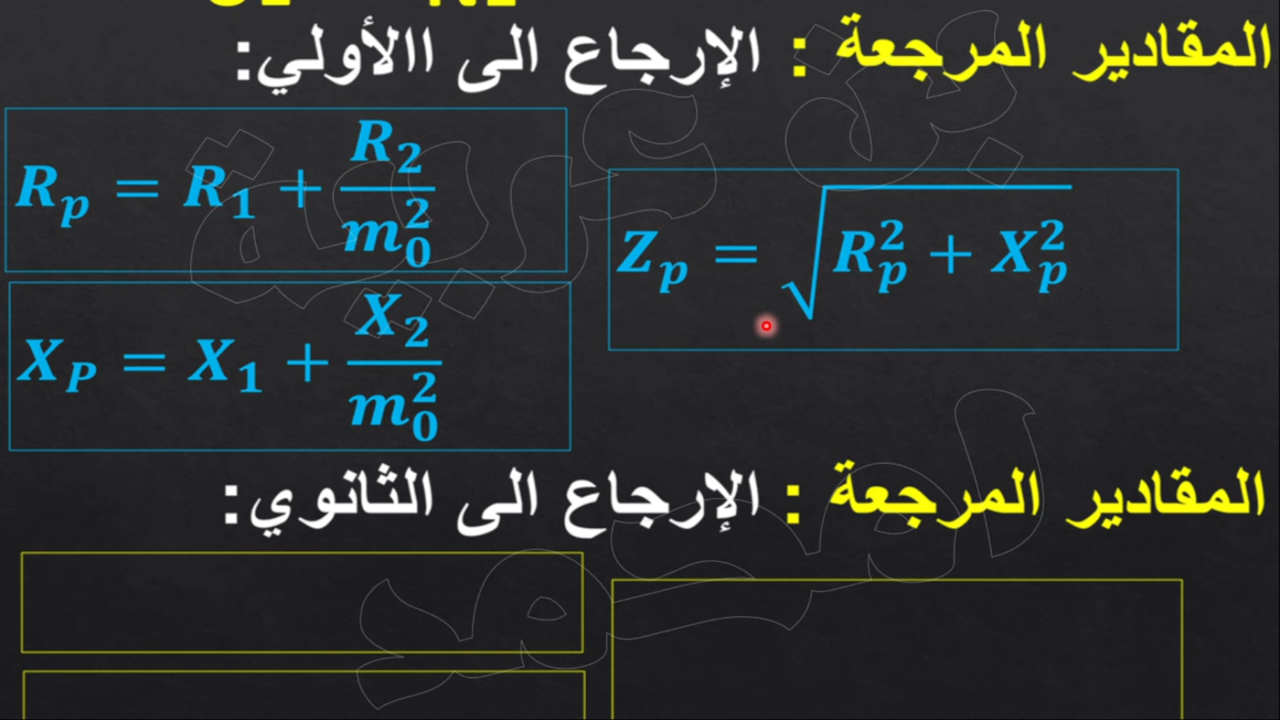 المقادير المرجعة : الإرجاع الى االأولي:
R_p = R_1 + R_2/m_0^2
Z_p = √(R_p^2 + X_p^2)
X_P = X_1 + X_2/m_0^2
المقادير المرجعة : الإرجاع الى الثانوي: